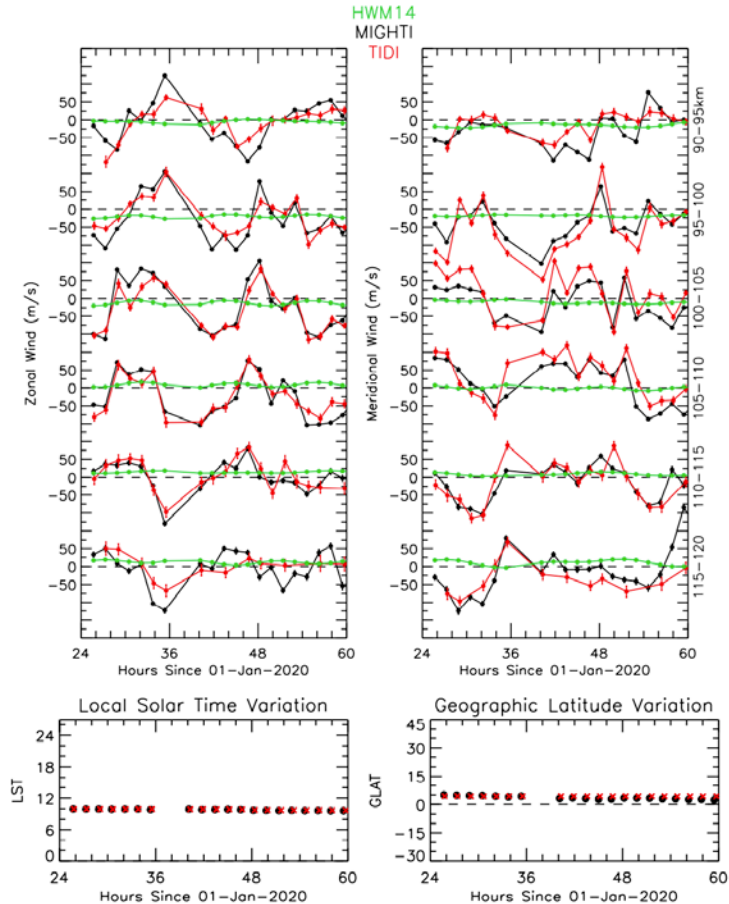 HWM14
MIGHTI
TIDI
Zonal Wind (m/s)
50
0
-50
50
0
-50
50
0
-50
50
0
-50
50
0
-50
50
0
-50
24 36 48 60
Hours Since 01-Jan-2020
Meridional Wind (m/s)
50
0
-50
50
0
-50
50
0
-50
50
0
-50
50
0
-50
50
0
-50
90-95km
95-100
100-105
105-110
110 115
115-120
24 36 48 60
Hours Since 01-Jan-2020
Local Solar Time Variation
LST
24
18
12
6
0
24 36 48 60
Hours Since 01-Jan-2020
Geographic Latitude Variation
GLAT
45
30
15
0
-15
-30
24 36 48 60
Hours Since 01-Jan-2020